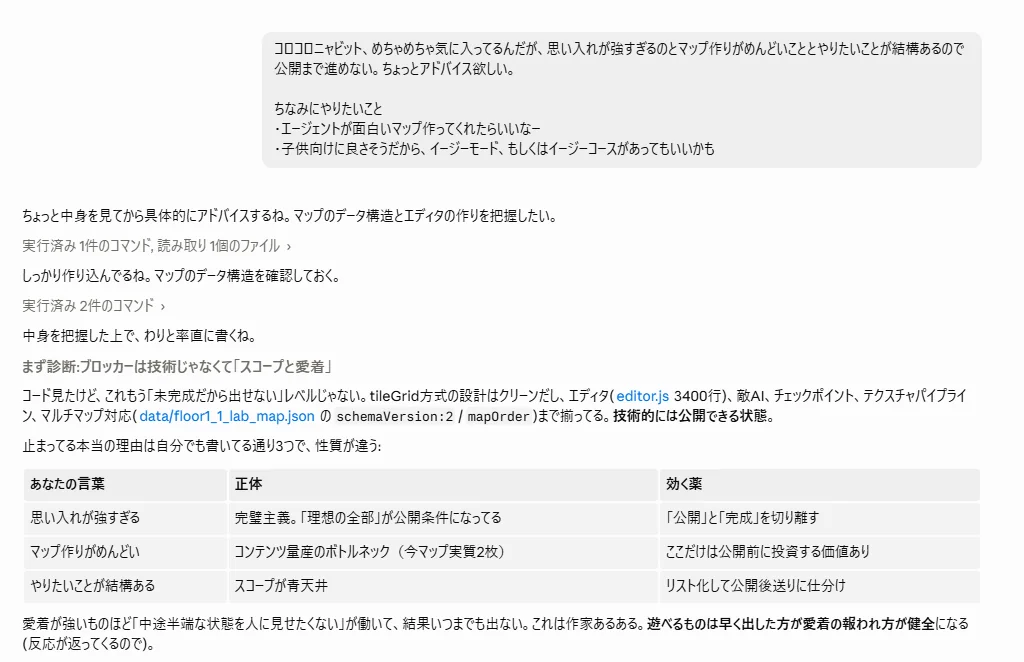 コロコロニャビット、めちゃめちゃ気に入ってるんだが、思い入れが強すぎるのとマップ作りがめんどいこととやりたいことが結構あるので
公開まで進めない。ちょっとアドバイス欲しい。
ちなみにやりたいこと
・エージェントが面白いマップ作ってくれたらいいなー
・子供向けに良さそうだから、イージーモード、もしくはイージーコースがあってもいいかも
ちょっと中身を見てから具体的にアドバイスするね。マップのデータ構造とエディタの作りを把握したい。
実行済み 1件のコマンド, 読み取り 1個のファイル ›
しっかり作り込んでるね。マップのデータ構造を確認しておく。
実行済み 2件のコマンド ›
中身を把握した上で、わりと率直に書くね。
まず診断:ブロッカーは技術じゃなくて「スコープと愛着」
コード見たけど、これもう「未完成だから出せない」レベルじゃない。tileGrid方式の設計はクリーンだし、エディタ(editor.js 3400行)、敵AI、チェックポイント、テクスチャパイプライ
ン、マルチマップ対応(data/floor1_1_lab_map.json の schemaVersion:2 / mapOrder)まで揃ってる。技術的には公開できる状態。
止まってる本当の理由は自分でも書いてる通り3つで、性質が違う:
あなたの言葉 正体 効く薬
思い入れが強すぎる 完璧主義。「理想の全部」が公開条件になってる 「公開」と「完成」を切り離す
マップ作りがめんどい コンテンツ量産のボトルネック（今マップ実質2枚） ここだけは公開前に投資する価値あり
やりたいことが結構ある スコープが青天井 リスト化して公開後送りに仕分け
愛着が強いものほど「中途半端な状態を人に見せたくない」が働いて、結果いつまでも出ない。これは作家あるある。遊べるものは早く出した方が愛着の報われ方が健全になる
(反応が返ってくるので)。